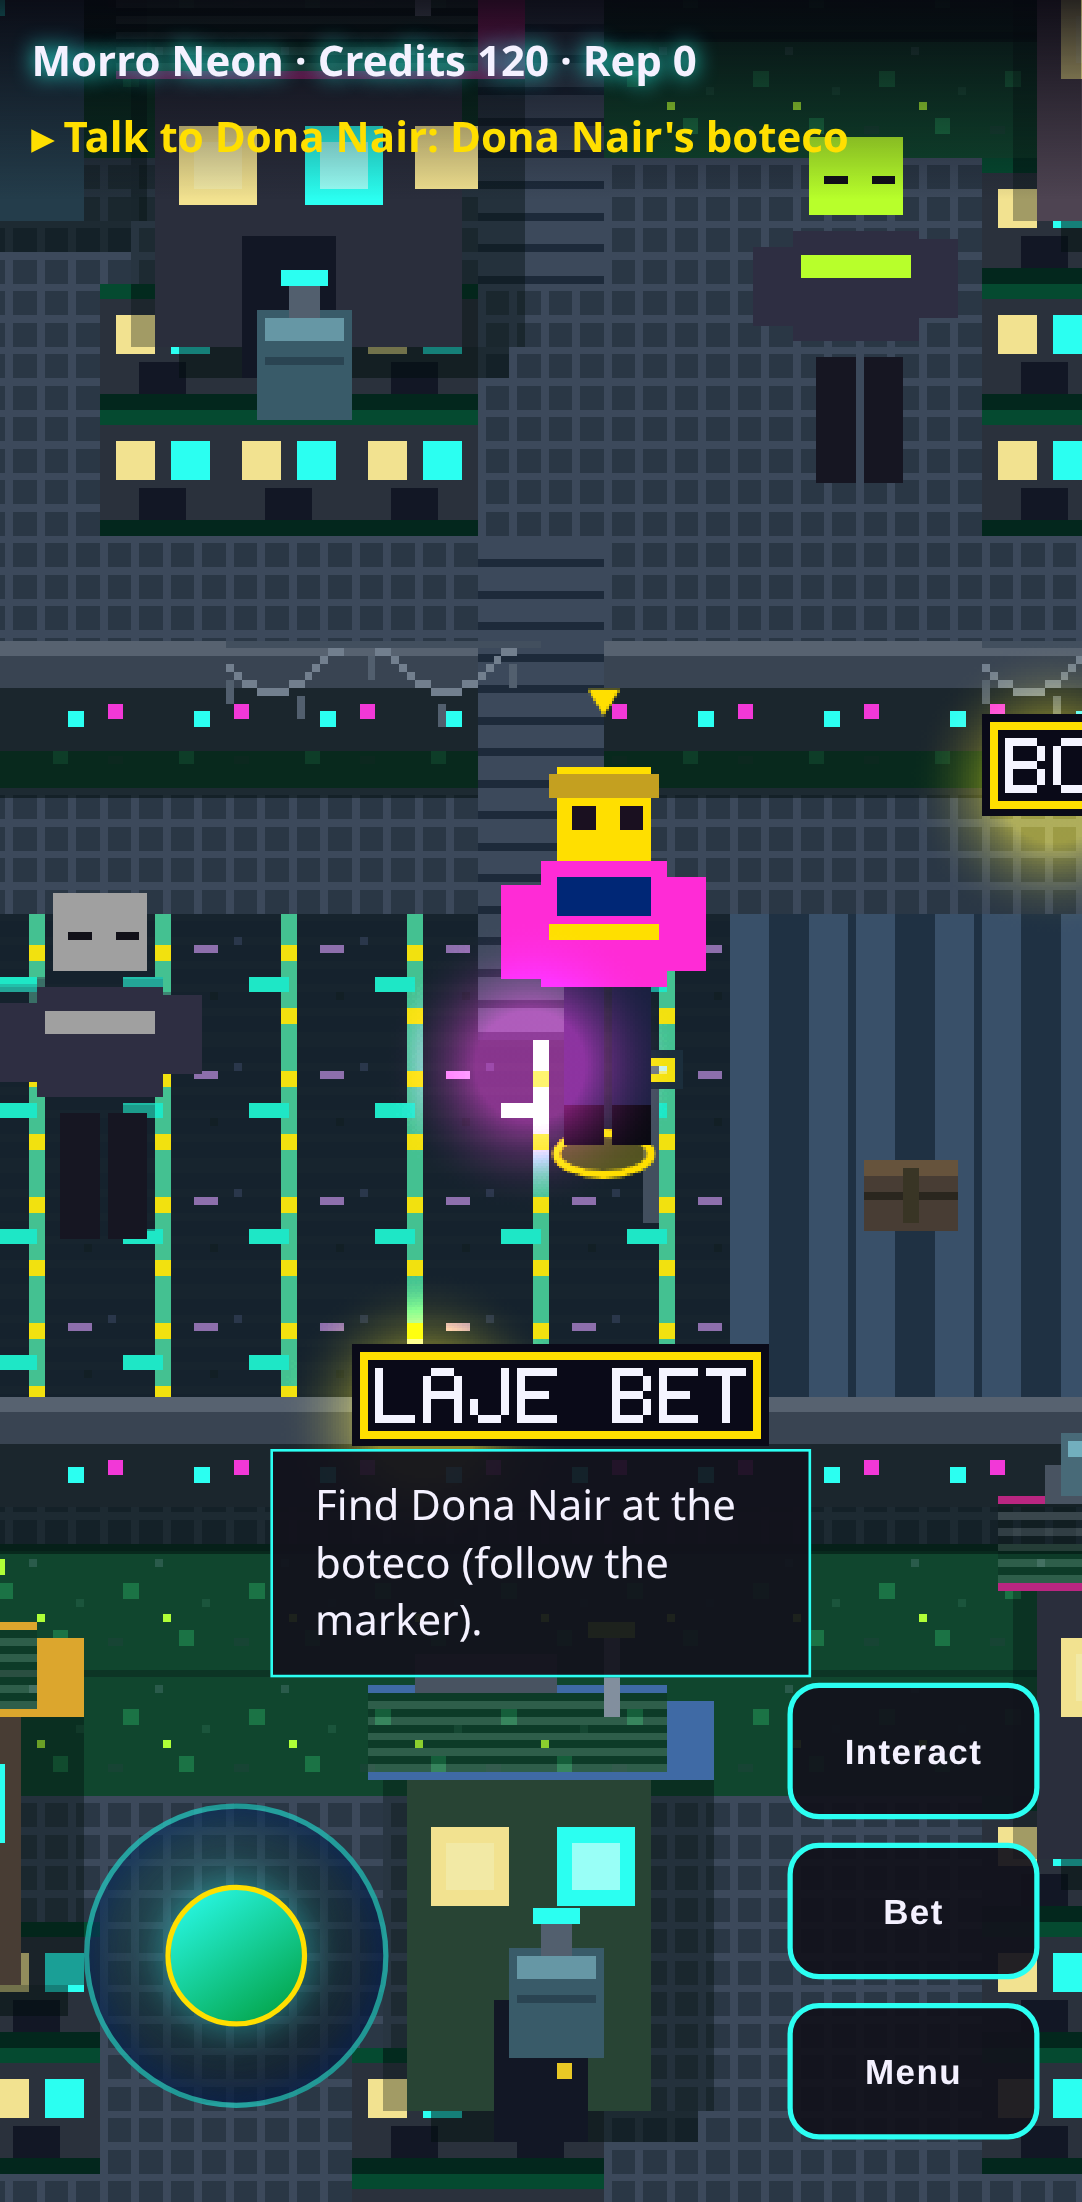 Morro Neon · Credits 120 · Rep 0
▸ Talk to Dona Nair: Dona Nair's boteco
LAJE BET
Find Dona Nair at the
boteco (follow the
marker).
Interact
Bet
Menu